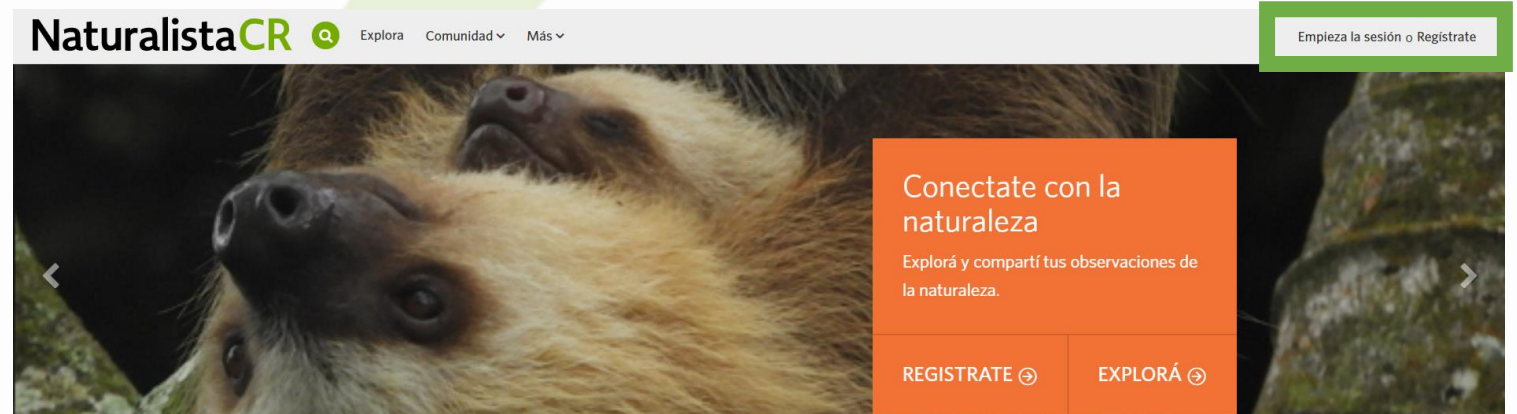 NaturalistaCR Explora Comunidad Más Empieza la sesión o Regístrate
Conectate con la
naturaleza
Explorá y compartí tus observaciones de
la naturaleza.
REGISTRATE EXPLORÁ